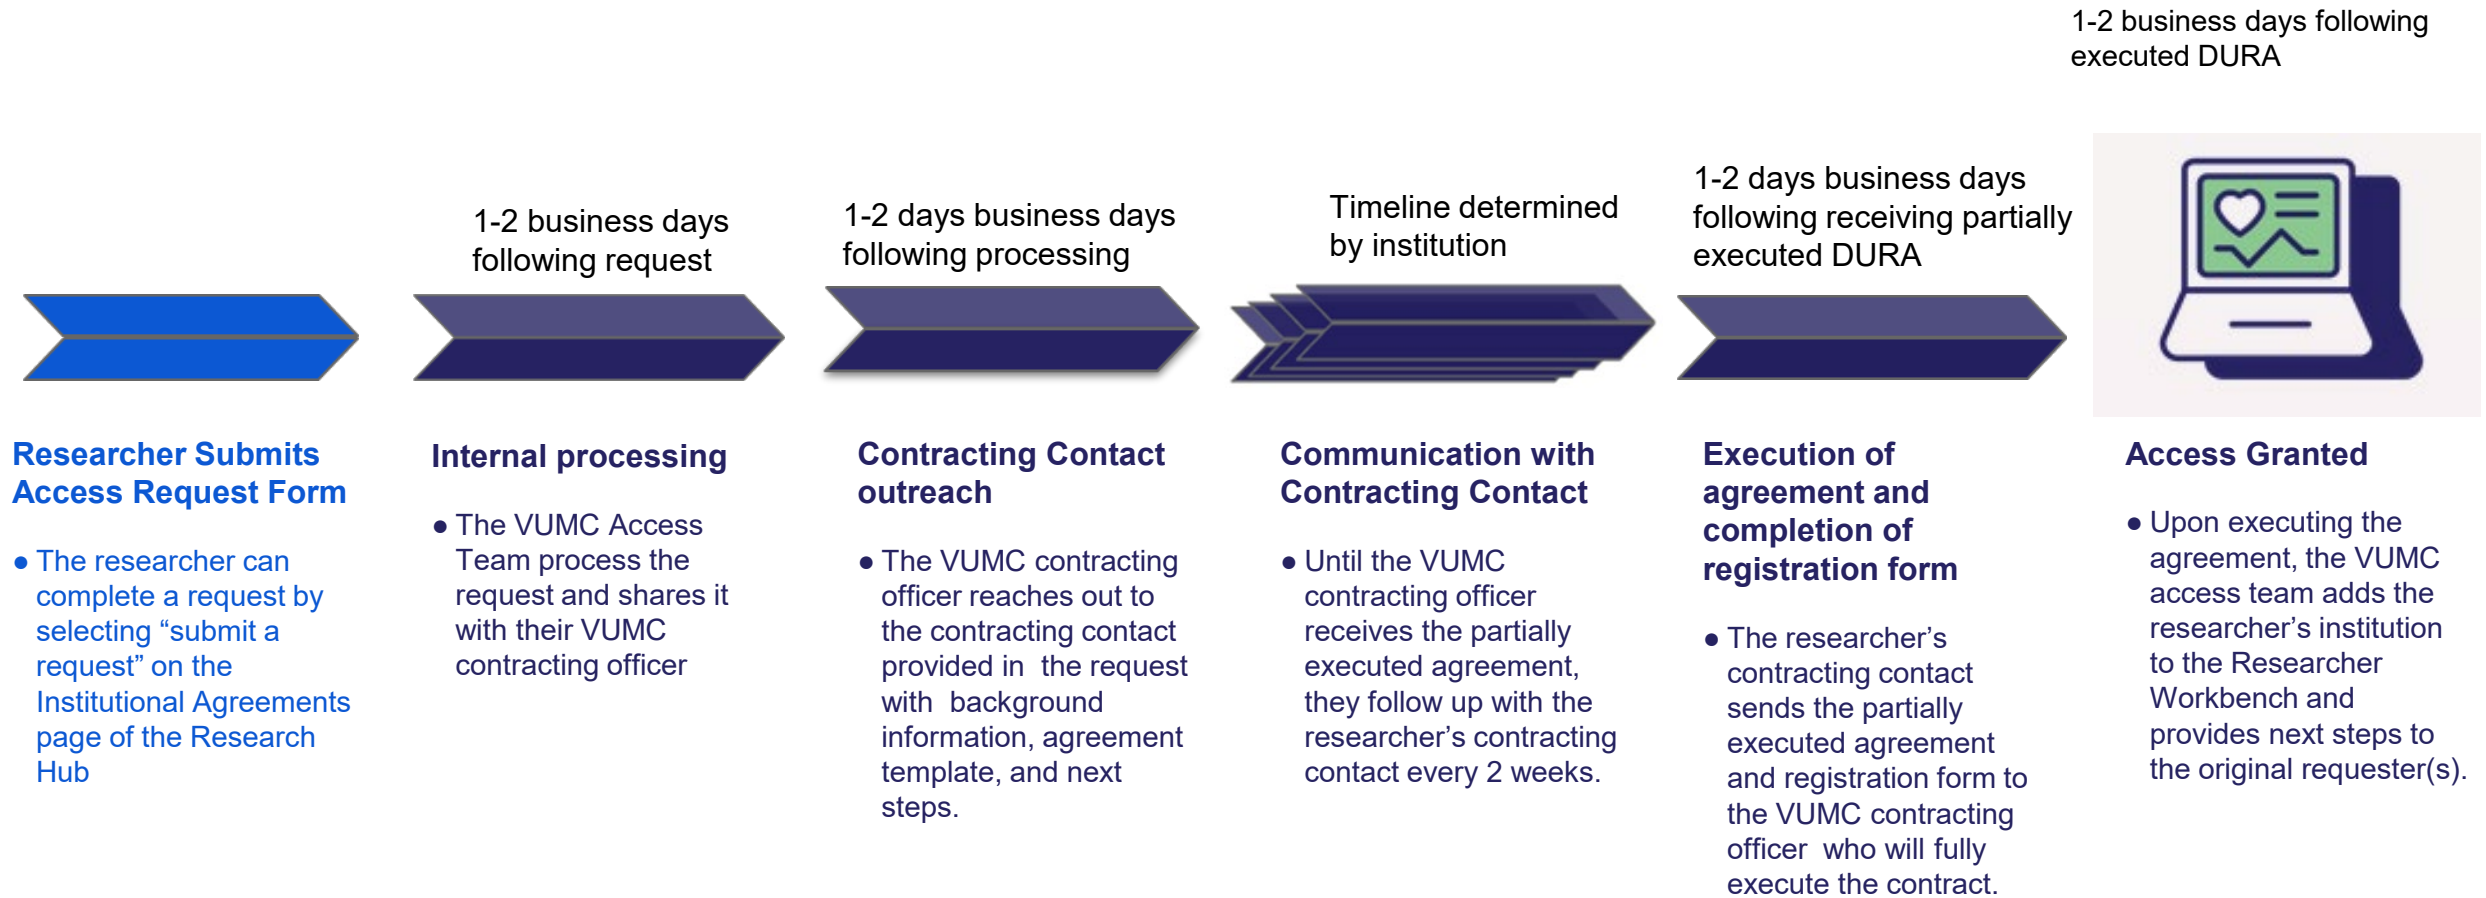 1-2 business days following
executed DURA
1-2 business days
following request
1-2 days business days
following processing
Timeline determined
by institution
1-2 days business days
following receiving partially
executed DURA
Researcher Submits
Access Request Form
● The researcher can
complete a request by
selecting “submit a
request” on the
Institutional Agreements
page of the Research
Hub
Internal processing
● The VUMC Access
Team process the
request and shares it
with their VUMC
contracting officer
Contracting Contact
outreach
● The VUMC contracting
officer reaches out to
the contracting contact
provided in the request
with background
information, agreement
template, and next
steps.
Communication with
Contracting Contact
● Until the VUMC
contracting officer
receives the partially
executed agreement,
they follow up with the
researcher’s contracting
contact every 2 weeks.
Execution of
agreement and
completion of
registration form
● The researcher’s
contracting contact
sends the partially
executed agreement
and registration form to
the VUMC contracting
officer who will fully
execute the contract.
Access Granted
● Upon executing the
agreement, the VUMC
access team adds the
researcher’s institution
to the Researcher
Workbench and
provides next steps to
the original requester(s).